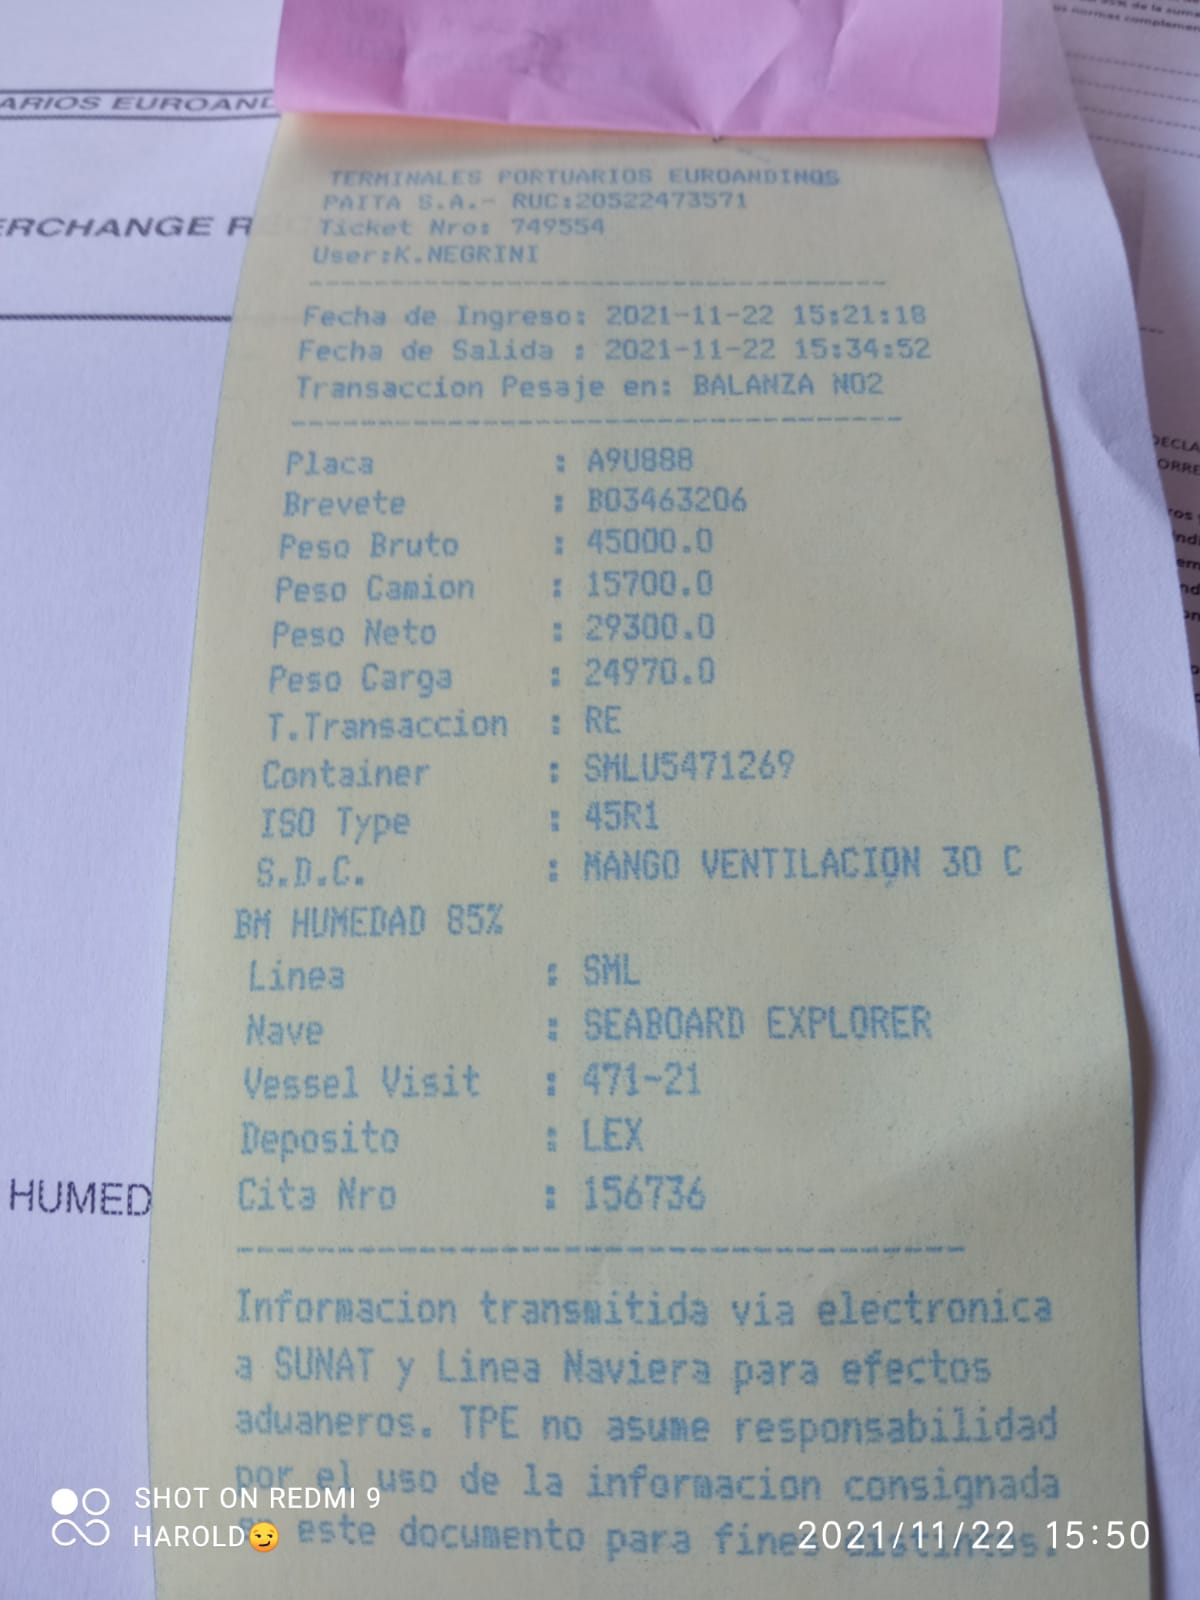 TERMINALES PORTUARIOS EUROANDINOS
PAITA S.A.- RUC:20522473571
Ticket Nro: 749554
User:K.NEGRINI
Fecha de Ingreso: 2021-11-22 15:21:18
Fecha de Salida : 2021-11-22 15:34:52
Transaccion Pesaje en: BALANZA NO2
Placa : A9U888
Brevete : B03463206
Peso Bruto : 45000.0
Peso Camion : 15700.0
Peso Neto : 29300.0
Peso Carga : 24970.0
T.Transaccion : RE
Container : SMLU5471269
ISO Type : 45R1
S.D.C. : MANGO VENTILACION 30 C
BM HUMEDAD 85%
Linea : SML
Nave : SEABOARD EXPLORER
Vessel Visit : 471-21
Deposito : LEX
Cita Nro : 156736
Informacion transmitida via electronica
a SUNAT y Linea Naviera para efectos
aduaneros. TPE no asume responsabilidad
por el uso de la informacion consignada
este documento para fines distintos.
ARIOS EUROAND
ERCHANGE RE
HUMED
SHOT ON REDMI 9
HAROLD😏
2021/11/22 15:50